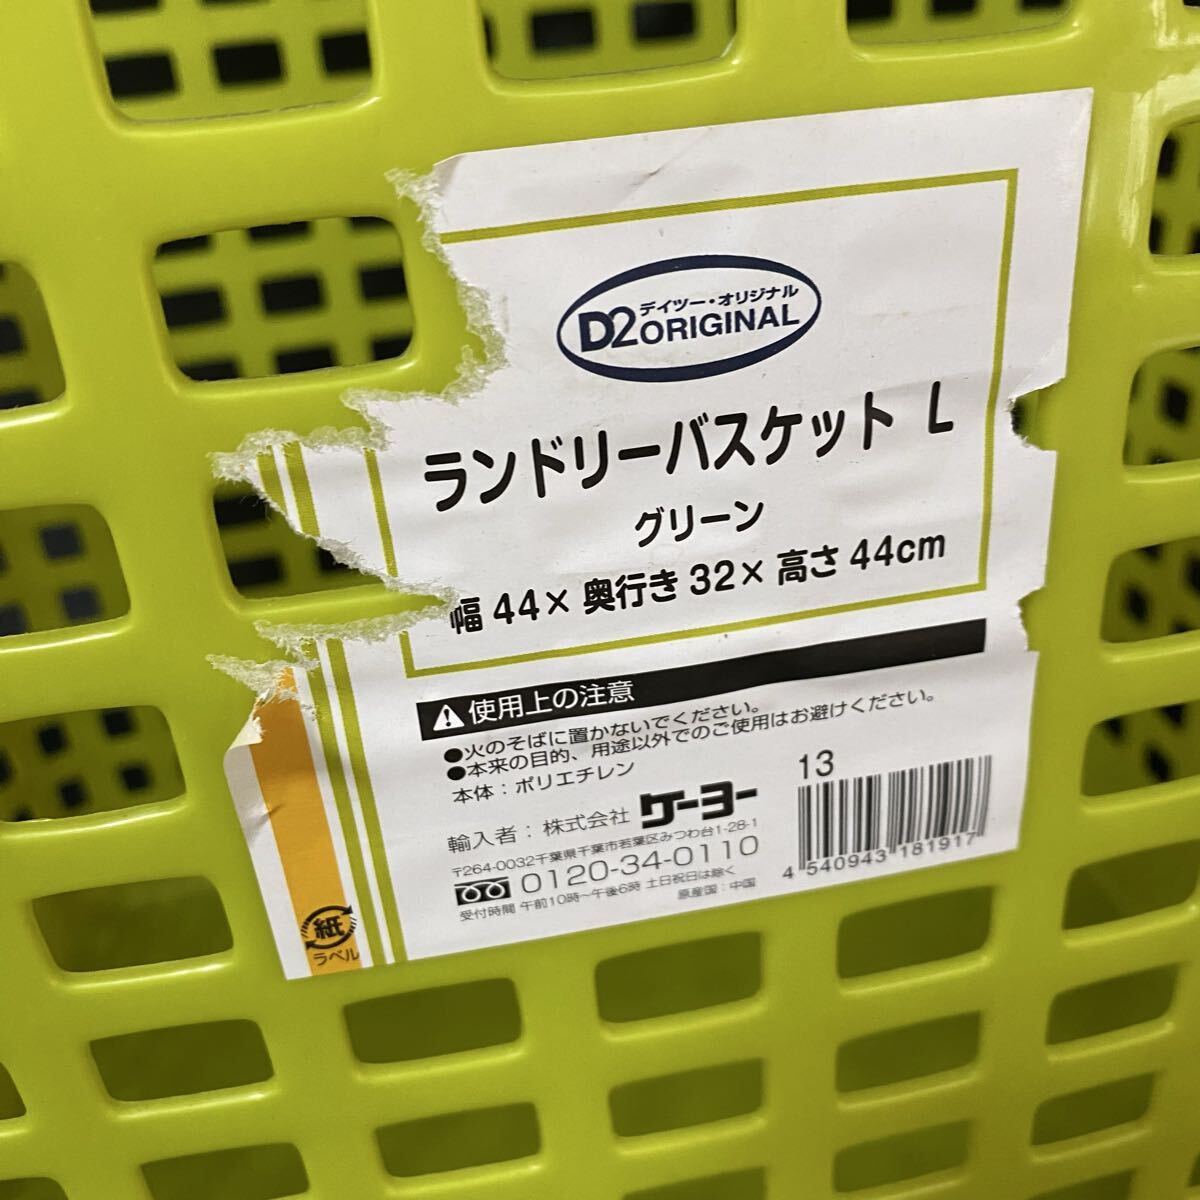 デイツー・オリジナル
D2ORIGINAL
ランドリーバスケット L
グリーン
幅 44× 奥行き 32× 高さ 44cm
使用上の注意
●火のそばに置かないでください。
●本来の目的、用途以外でのご使用はお避けください。
本体：ポリエチレン
輸入者：株式会社 ケーヨー
〒264-0032千葉県千葉市若葉区みつわ台1-28-1
0120-34-0110
受付時間 午前10時〜午後6時 土日祝日は除く
原産国：中国
13
4 540943 181917
紙
ラベル